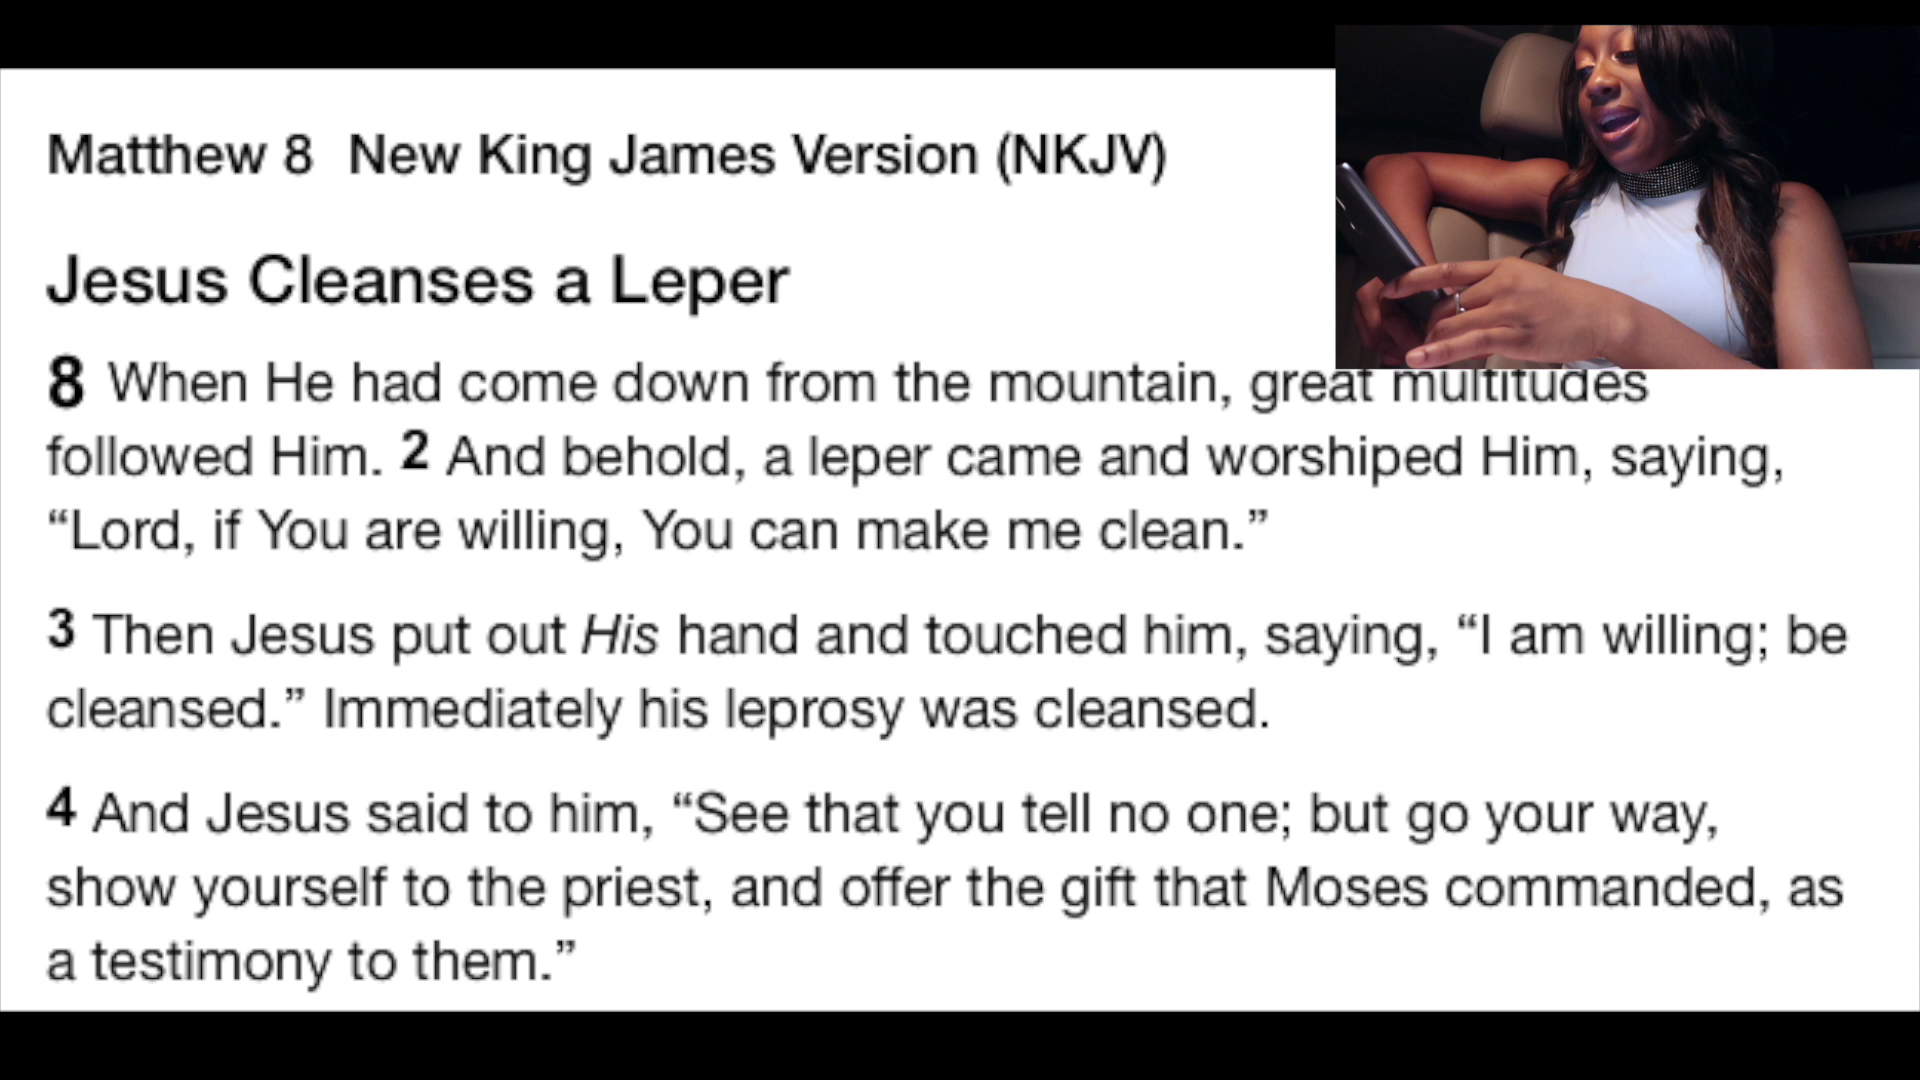 Matthew 8 New King James Version (NKJV)
Jesus Cleanses a Leper
8 When He had come down from the mountain, great multitudes
followed Him. 2 And behold, a leper came and worshiped Him, saying,
“Lord, if You are willing, You can make me clean.”
3 Then Jesus put out His hand and touched him, saying, “I am willing; be
cleansed.” Immediately his leprosy was cleansed.
4 And Jesus said to him, “See that you tell no one; but go your way,
show yourself to the priest, and offer the gift that Moses commanded, as
a testimony to them.”